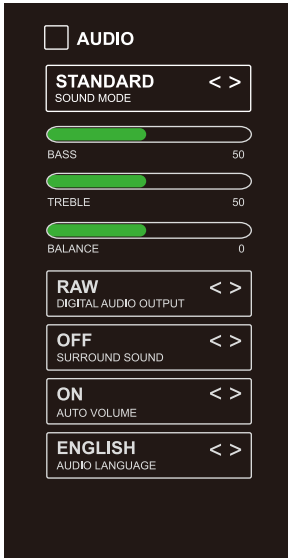 AUDIO
STANDARD < >
SOUND MODE
BASS 50
TREBLE 50
BALANCE 0
RAW < >
DIGITAL AUDIO OUTPUT
OFF < >
SURROUND SOUND
ON < >
AUTO VOLUME
ENGLISH < >
AUDIO LANGUAGE